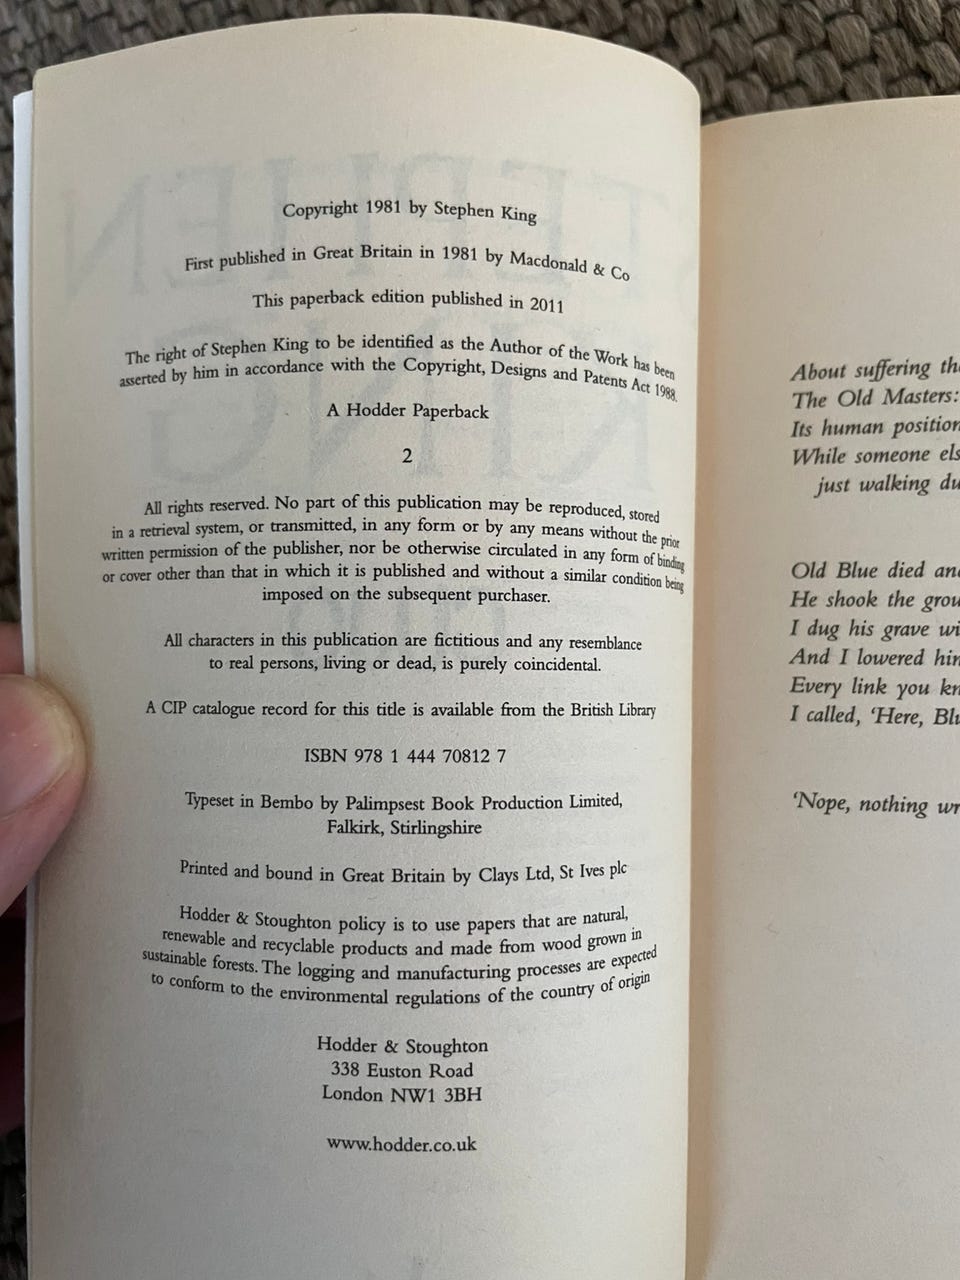 Copyright 1981 by Stephen King
First published in Great Britain in 1981 by Macdonald & Co
This paperback edition published in 2011
The right of Stephen King to be identified as the Author of the Work has been
asserted by him in accordance with the Copyright, Designs and Patents Act 1988.
A Hodder Paperback
2
All rights reserved. No part of this publication may be reproduced, stored
in a retrieval system, or transmitted, in any form or by any means without the prior
written permission of the publisher, nor be otherwise circulated in any form of binding
or cover other than that in which it is published and without a similar condition being
imposed on the subsequent purchaser.
All characters in this publication are fictitious and any resemblance
to real persons, living or dead, is purely coincidental.
A CIP catalogue record for this title is available from the British Library
ISBN 978 1 444 70812 7
Typeset in Bembo by Palimpsest Book Production Limited,
Falkirk, Stirlingshire
Printed and bound in Great Britain by Clays Ltd, St Ives plc
Hodder & Stoughton policy is to use papers that are natural,
renewable and recyclable products and made from wood grown in
sustainable forests. The logging and manufacturing processes are expected
to conform to the environmental regulations of the country of origin
Hodder & Stoughton
338 Euston Road
London NW1 3BH
www.hodder.co.uk
About suffering
The Old Masters:
Its human
While someone
just walking
Old Blue died
He shook the
I dug his grave
And I lowered
Every link you
I called, 'Here,
'Nope, nothing